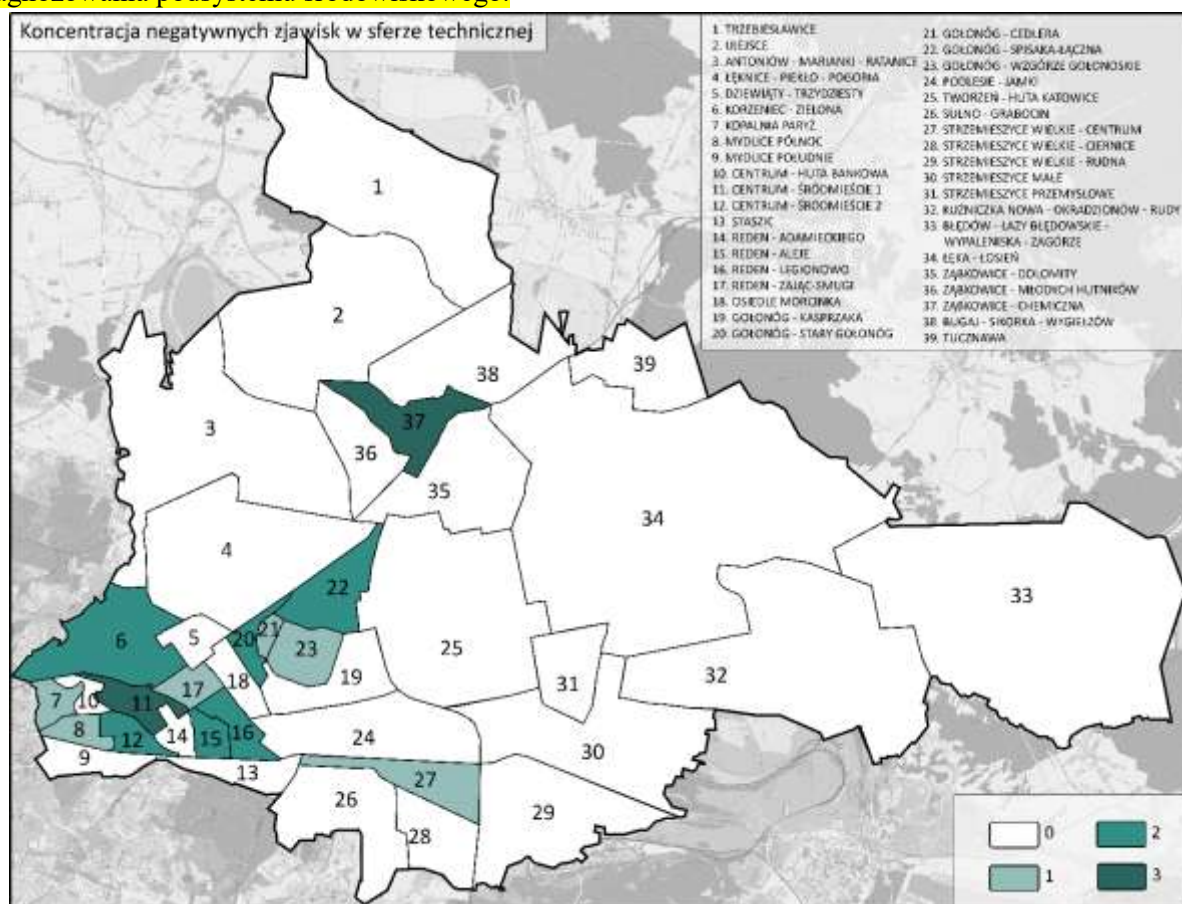 Koncentracja negatywnych zjawisk w sferze technicznej
1. TRZEBIESŁAWICE
2. UJEJSCE
3. ANTONIÓW - MARIANKI - RATANICE
4. ŁĘKNICE - PIEKŁO - POGORIA
5. DZIEWIĄTY - TRZYDZIESTY
6. KORZENIEC - ZIELONA
7. KOPALNIA PARYŻ
8. MYDLICE PÓŁNOC
9. MYDLICE POŁUDNIE
10. CENTRUM - HUTA BANKOWA
11. CENTRUM - ŚRÓDMIEŚCIE 1
12. CENTRUM - ŚRÓDMIEŚCIE 2
13. STASZIC
14. REDEN - ADAMIECKIEGO
15. REDEN - ALEJE
16. REDEN - LEGIONOWO
17. REDEN - ZAJĄC-SMUGI
18. OSIEDLE MORCINKA
19. GOŁONÓG - KASPRZAKA
20. GOŁONÓG - STARY GOŁONÓG
21. GOŁONÓG - CEDLERA
22. GOŁONÓG - SPISAKA-ŁĄCZNA
23. GOŁONÓG - WZGÓRZE GOŁONOSKIE
24. PODLESIE - JAMKI
25. TWORZEŃ - HUTA KATOWICE
26. SULNO - GRABOCIN
27. STRZEMIESZYCE WIELKIE - CENTRUM
28. STRZEMIESZYCE WIELKIE - CIERNICE
29. STRZEMIESZYCE WIELKIE - RUDNA
30. STRZEMIESZYCE MAŁE
31. STRZEMIESZYCE PRZEMYSŁOWE
32. KUŹNICZKA NOWA - OKRADZIONÓW - RUDY
33. BŁĘDÓW - ŁAZY BŁĘDOWSKIE -
WYPALENISKA - ZAGÓRZE
34. ŁĘKA - ŁOSIEŃ
35. ZĄBKOWICE - DOLOMITY
36. ZĄBKOWICE - MŁODYCH HUTNIKÓW
37. ZĄBKOWICE - CHEMICZNA
38. BUGAJ - SIKORKA - WYGIEŁZÓW
39. TUCZNAWA
1
2
39
38
3
37
36
35
34
4
22
33
6
5
20
21
23
25
19
18
31
32
17
7
10
11
16
8
12
14
15
24
30
9
13
27
26
28
29
0
2
1
3